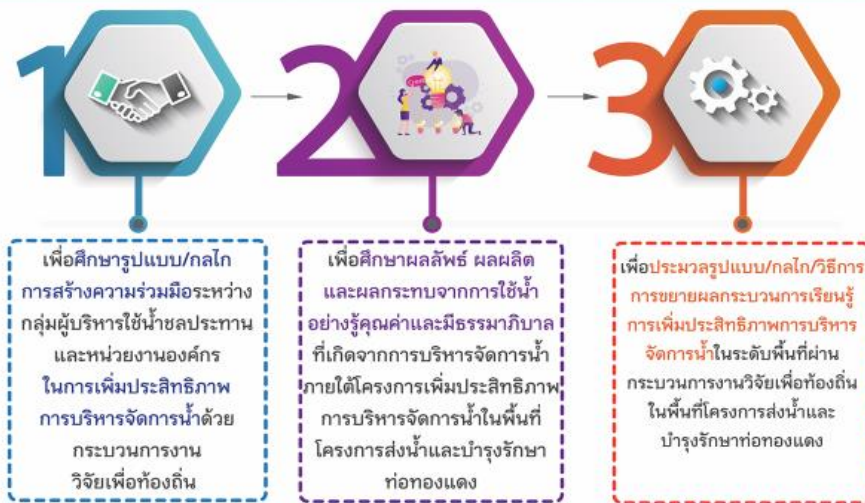 1
2
3
เพื่อศึกษารูปแบบ/กลไก
การสร้างความร่วมมือระหว่าง
กลุ่มผู้บริหารใช้น้ำชลประทาน
และหน่วยงานองค์กร
ในการเพิ่มประสิทธิภาพ
การบริหารจัดการน้ำด้วย
กระบวนการงาน
วิจัยเพื่อท้องถิ่น
เพื่อศึกษาผลลัพธ์ ผลผลิต
และผลกระทบจากการใช้น้ำ
อย่างรู้คุณค่าและมีธรรมาภิบาล
ที่เกิดจากการบริหารจัดการน้ำ
ภายใต้โครงการเพิ่มประสิทธิภาพ
การบริหารจัดการน้ำในพื้นที่
โครงการส่งน้ำและบำรุงรักษา
ท่อทองแดง
เพื่อประมวลรูปแบบ/กลไก/วิธีการ
การขยายผลกระบวนการเรียนรู้
การเพิ่มประสิทธิภาพการบริหาร
จัดการน้ำในระดับพื้นที่ผ่าน
กระบวนการงานวิจัยเพื่อท้องถิ่น
ในพื้นที่โครงการส่งน้ำและ
บำรุงรักษาท่อทองแดง